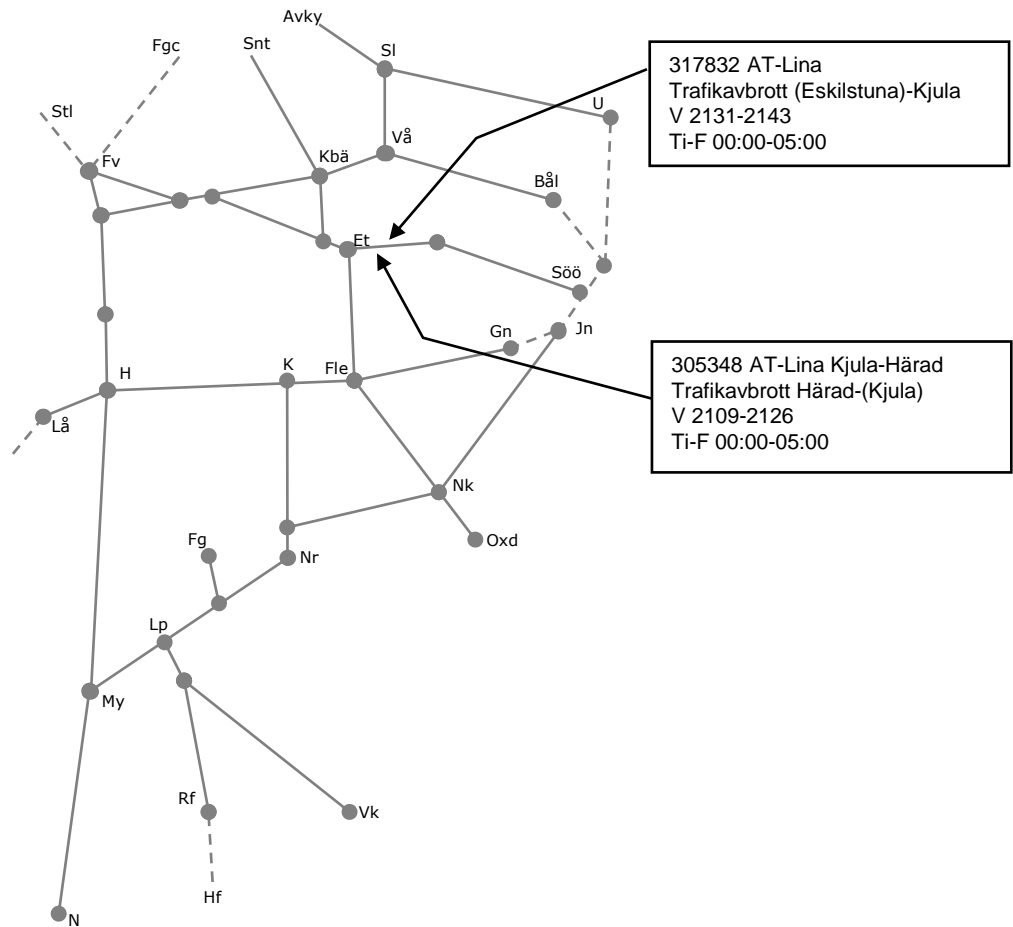 Avky
Fgc
Snt
Sl
Stl
U
Fv
Vå
Kbä
Bål
Et
Söö
Gn
Jn
H
K
Fle
Lå
Nk
Fg
Nr
Oxd
Lp
My
Rf
Vk
Hf
N
317832 AT-Lina
Trafikavbrott (Eskilstuna)-Kjula
V 2131-2143
Ti-F 00:00-05:00
305348 AT-Lina Kjula-Härad
Trafikavbrott Härad-(Kjula)
V 2109-2126
Ti-F 00:00-05:00